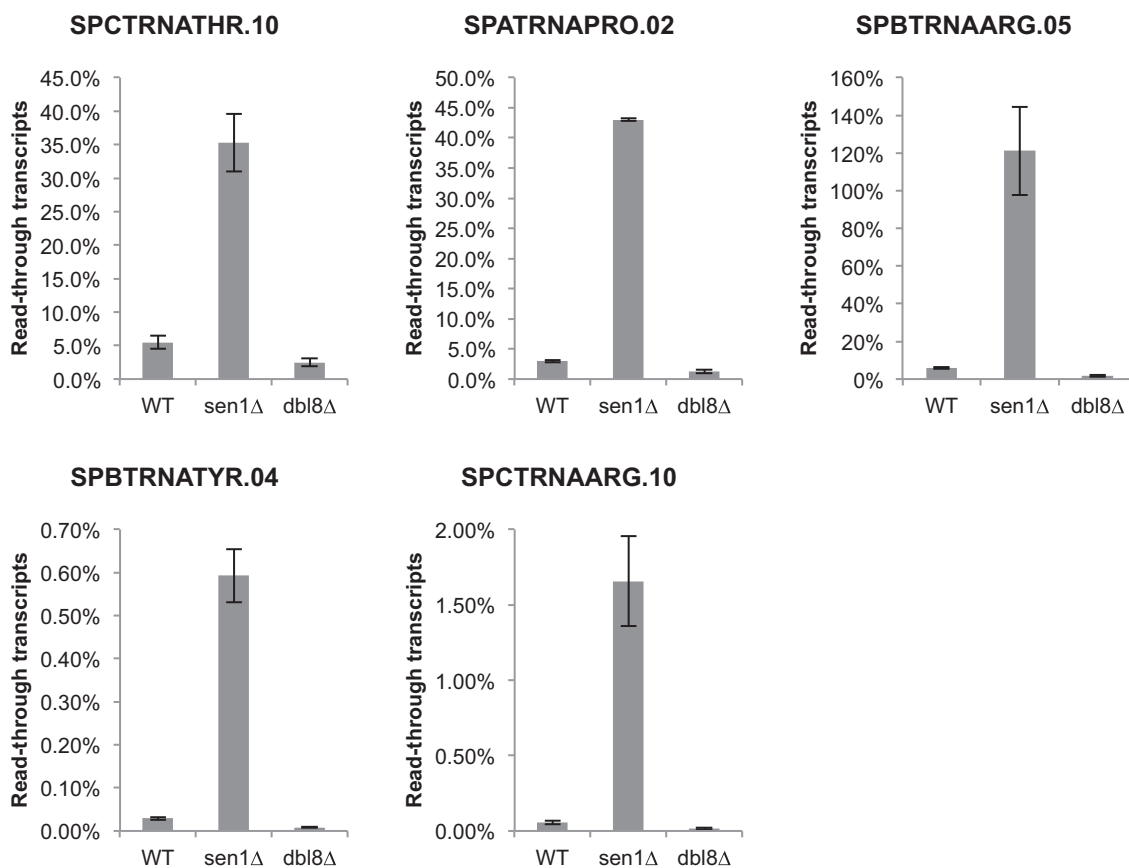 SPCTRNATHR.10
Read-through transcripts
45.0%
40.0%
35.0%
30.0%
25.0%
20.0%
15.0%
10.0%
5.0%
0.0%
WT sen1Δ dbl8Δ
SPATRNAPRO.02
Read-through transcripts
50.0%
45.0%
40.0%
35.0%
30.0%
25.0%
20.0%
15.0%
10.0%
5.0%
0.0%
WT sen1Δ dbl8Δ
SPBTRNAARG.05
Read-through transcripts
160%
140%
120%
100%
80%
60%
40%
20%
0%
WT sen1Δ dbl8Δ
SPBTRNATYR.04
Read-through transcripts
0.70%
0.60%
0.50%
0.40%
0.30%
0.20%
0.10%
0.00%
WT sen1Δ dbl8Δ
SPCTRNAARG.10
Read-through transcripts
2.00%
1.50%
1.00%
0.50%
0.00%
WT sen1Δ dbl8Δ